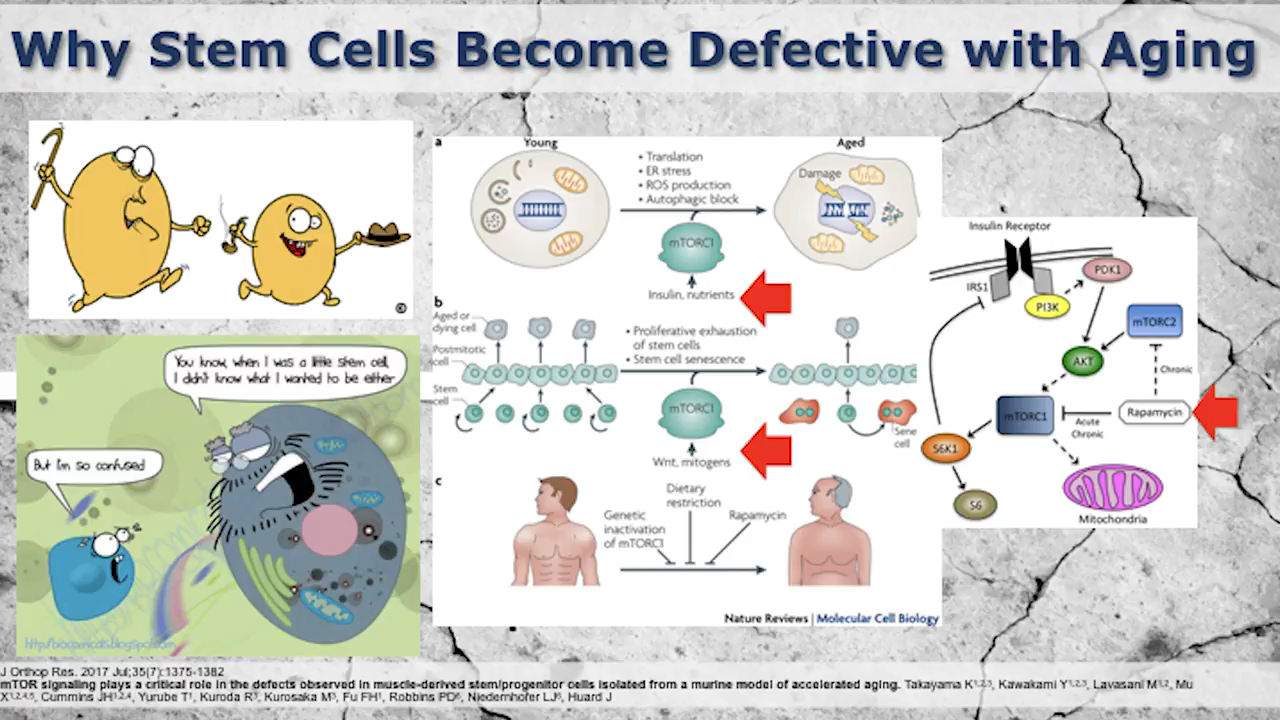 Why Stem Cells Become Defective with Aging
®
You know, when I was a little stem cell,
I didn't know what I wanted to be either
But I'm so confused
http://biocomicals.blogspot.com
a
Young
Aged
• Translation
• ER stress
• ROS production
• Autophagic block
Damage
mTORC1
Insulin, nutrients
b
Aged or
dying cell
Postmitotic
cell
Stem
cell
• Proliferative exhaustion
of stem cells
• Stem cell senescence
mTORC1
Wnt, mitogens
Sene
cell
c
Genetic
inactivation
of mTORC1
Dietary
restriction
Rapamycin
Nature Reviews | Molecular Cell Biology
Insulin Receptor
IRS1
PI3K
PDK1
mTORC2
AKT
Chronic
mTORC1
Rapamycin
Acute
Chronic
S6K1
S6
Mitochondria
J Orthop Res. 2017 Jul;35(7):1375-1382
mTOR signaling plays a critical role in the defects observed in muscle-derived stem/progenitor cells isolated from a murine model of accelerated aging. Takayama K1,2,3, Kawakami Y1,2,3, Lavasani M1,2, Mu
X1,2,4,5, Cummins JH1,2,4, Yurube T1, Kuroda R3, Kurosaka M3, Fu FH1, Robbins PD6, Niedernhofer LJ6, Huard J